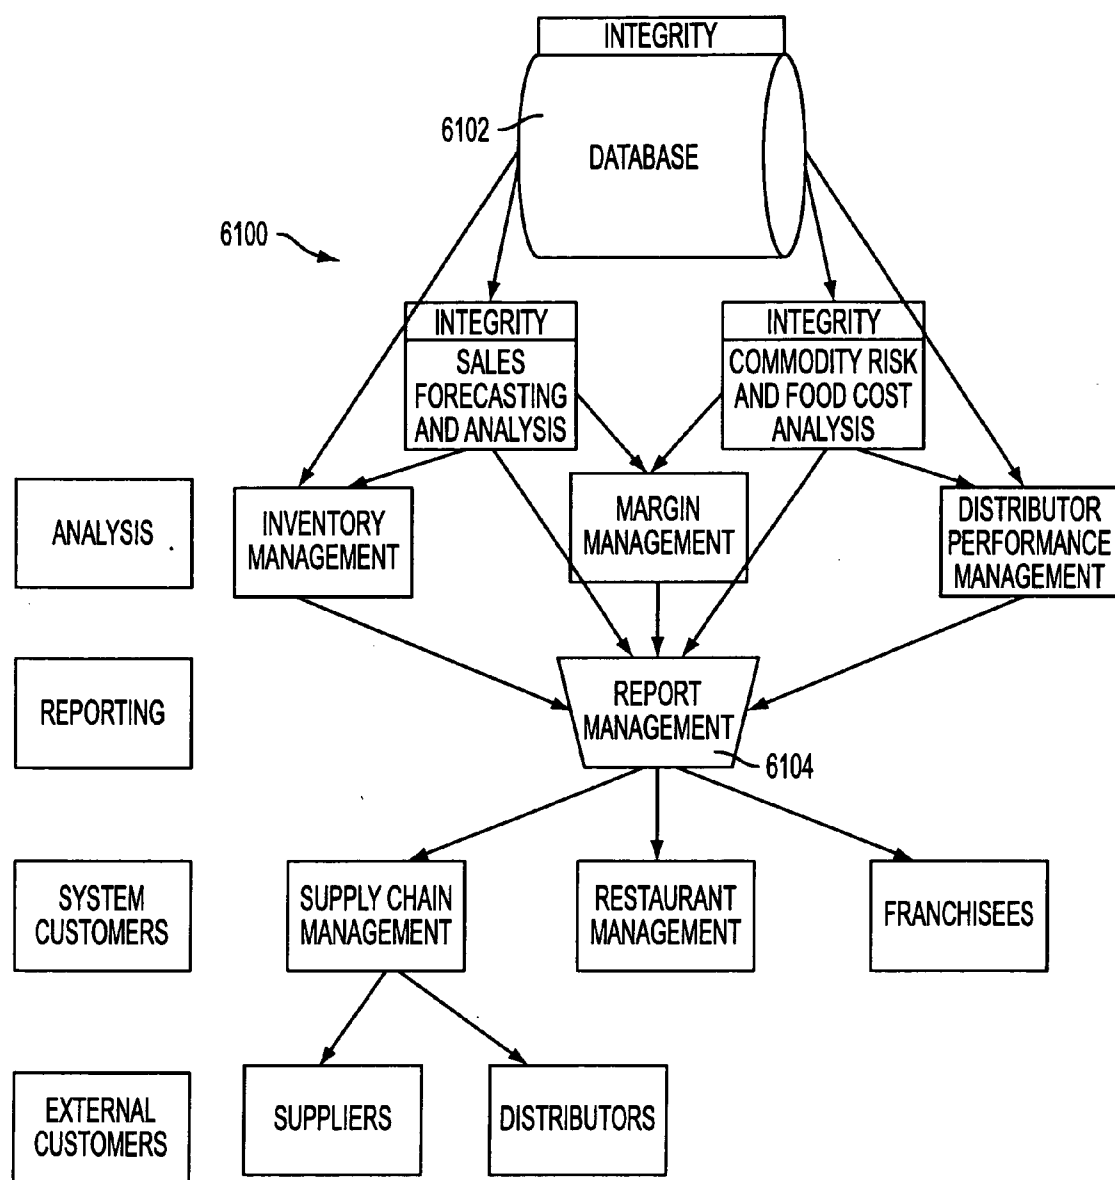 INTEGRITY
6102
DATABASE
6100
INTEGRITY
SALES
FORECASTING
AND ANALYSIS
INTEGRITY
COMMODITY RISK
AND FOOD COST
ANALYSIS
ANALYSIS
INVENTORY
MANAGEMENT
MARGIN
MANAGEMENT
DISTRIBUTOR
PERFORMANCE
MANAGEMENT
REPORTING
REPORT
MANAGEMENT
6104
SYSTEM
CUSTOMERS
SUPPLY CHAIN
MANAGEMENT
RESTAURANT
MANAGEMENT
FRANCHISEES
EXTERNAL
CUSTOMERS
SUPPLIERS
DISTRIBUTORS